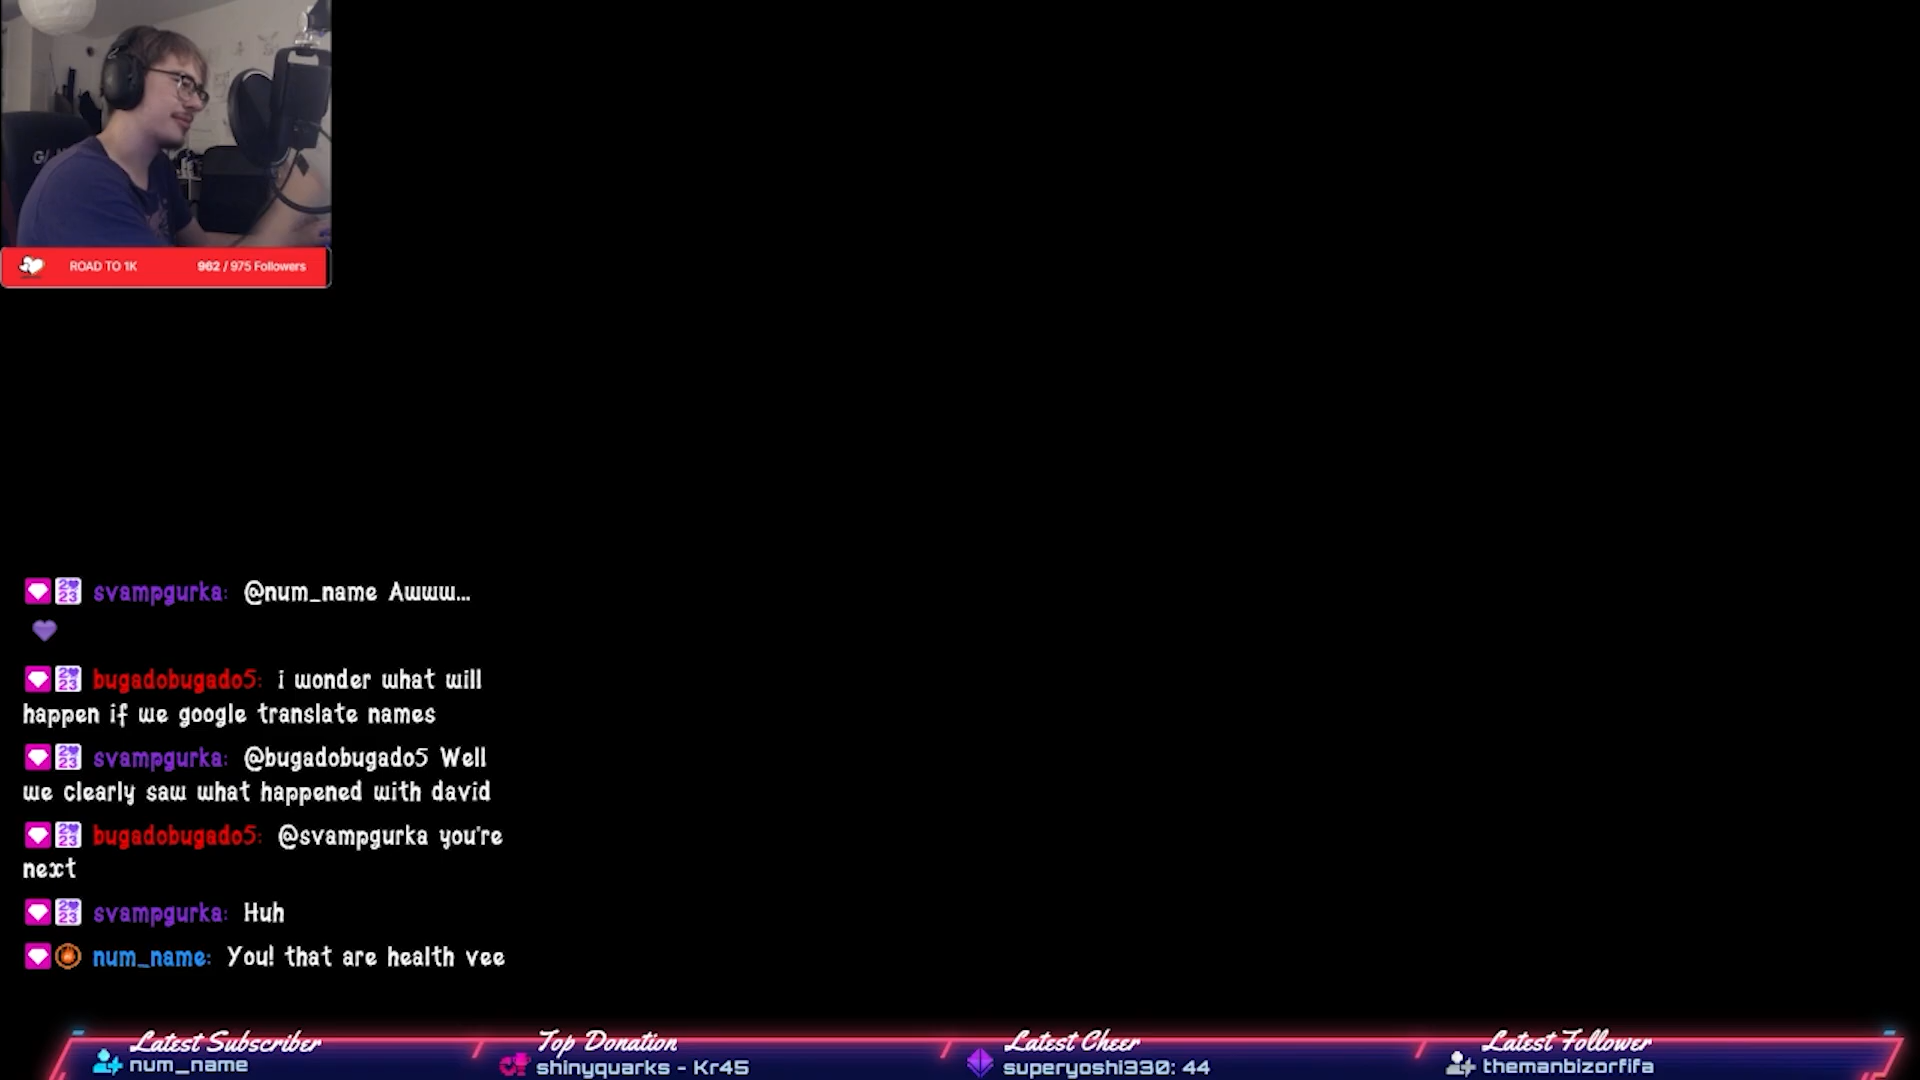 G/
ROAD TO 1K 962 / 975 Followers
svampgurka: @num_name Awww...
bugadobugado5: i wonder what will
happen if we google translate names
svampgurka: @bugadobugado5 Well
we clearly saw what happened with david
bugadobugado5: @svampgurka you're
next
svampgurka: Huh
num_name: You! that are health vee
Latest Subscriber
num_name
Top Donation
shinyquarks - Kr45
Latest Cheer
superyoshi330: 44
Latest Follower
themanbizorfifa